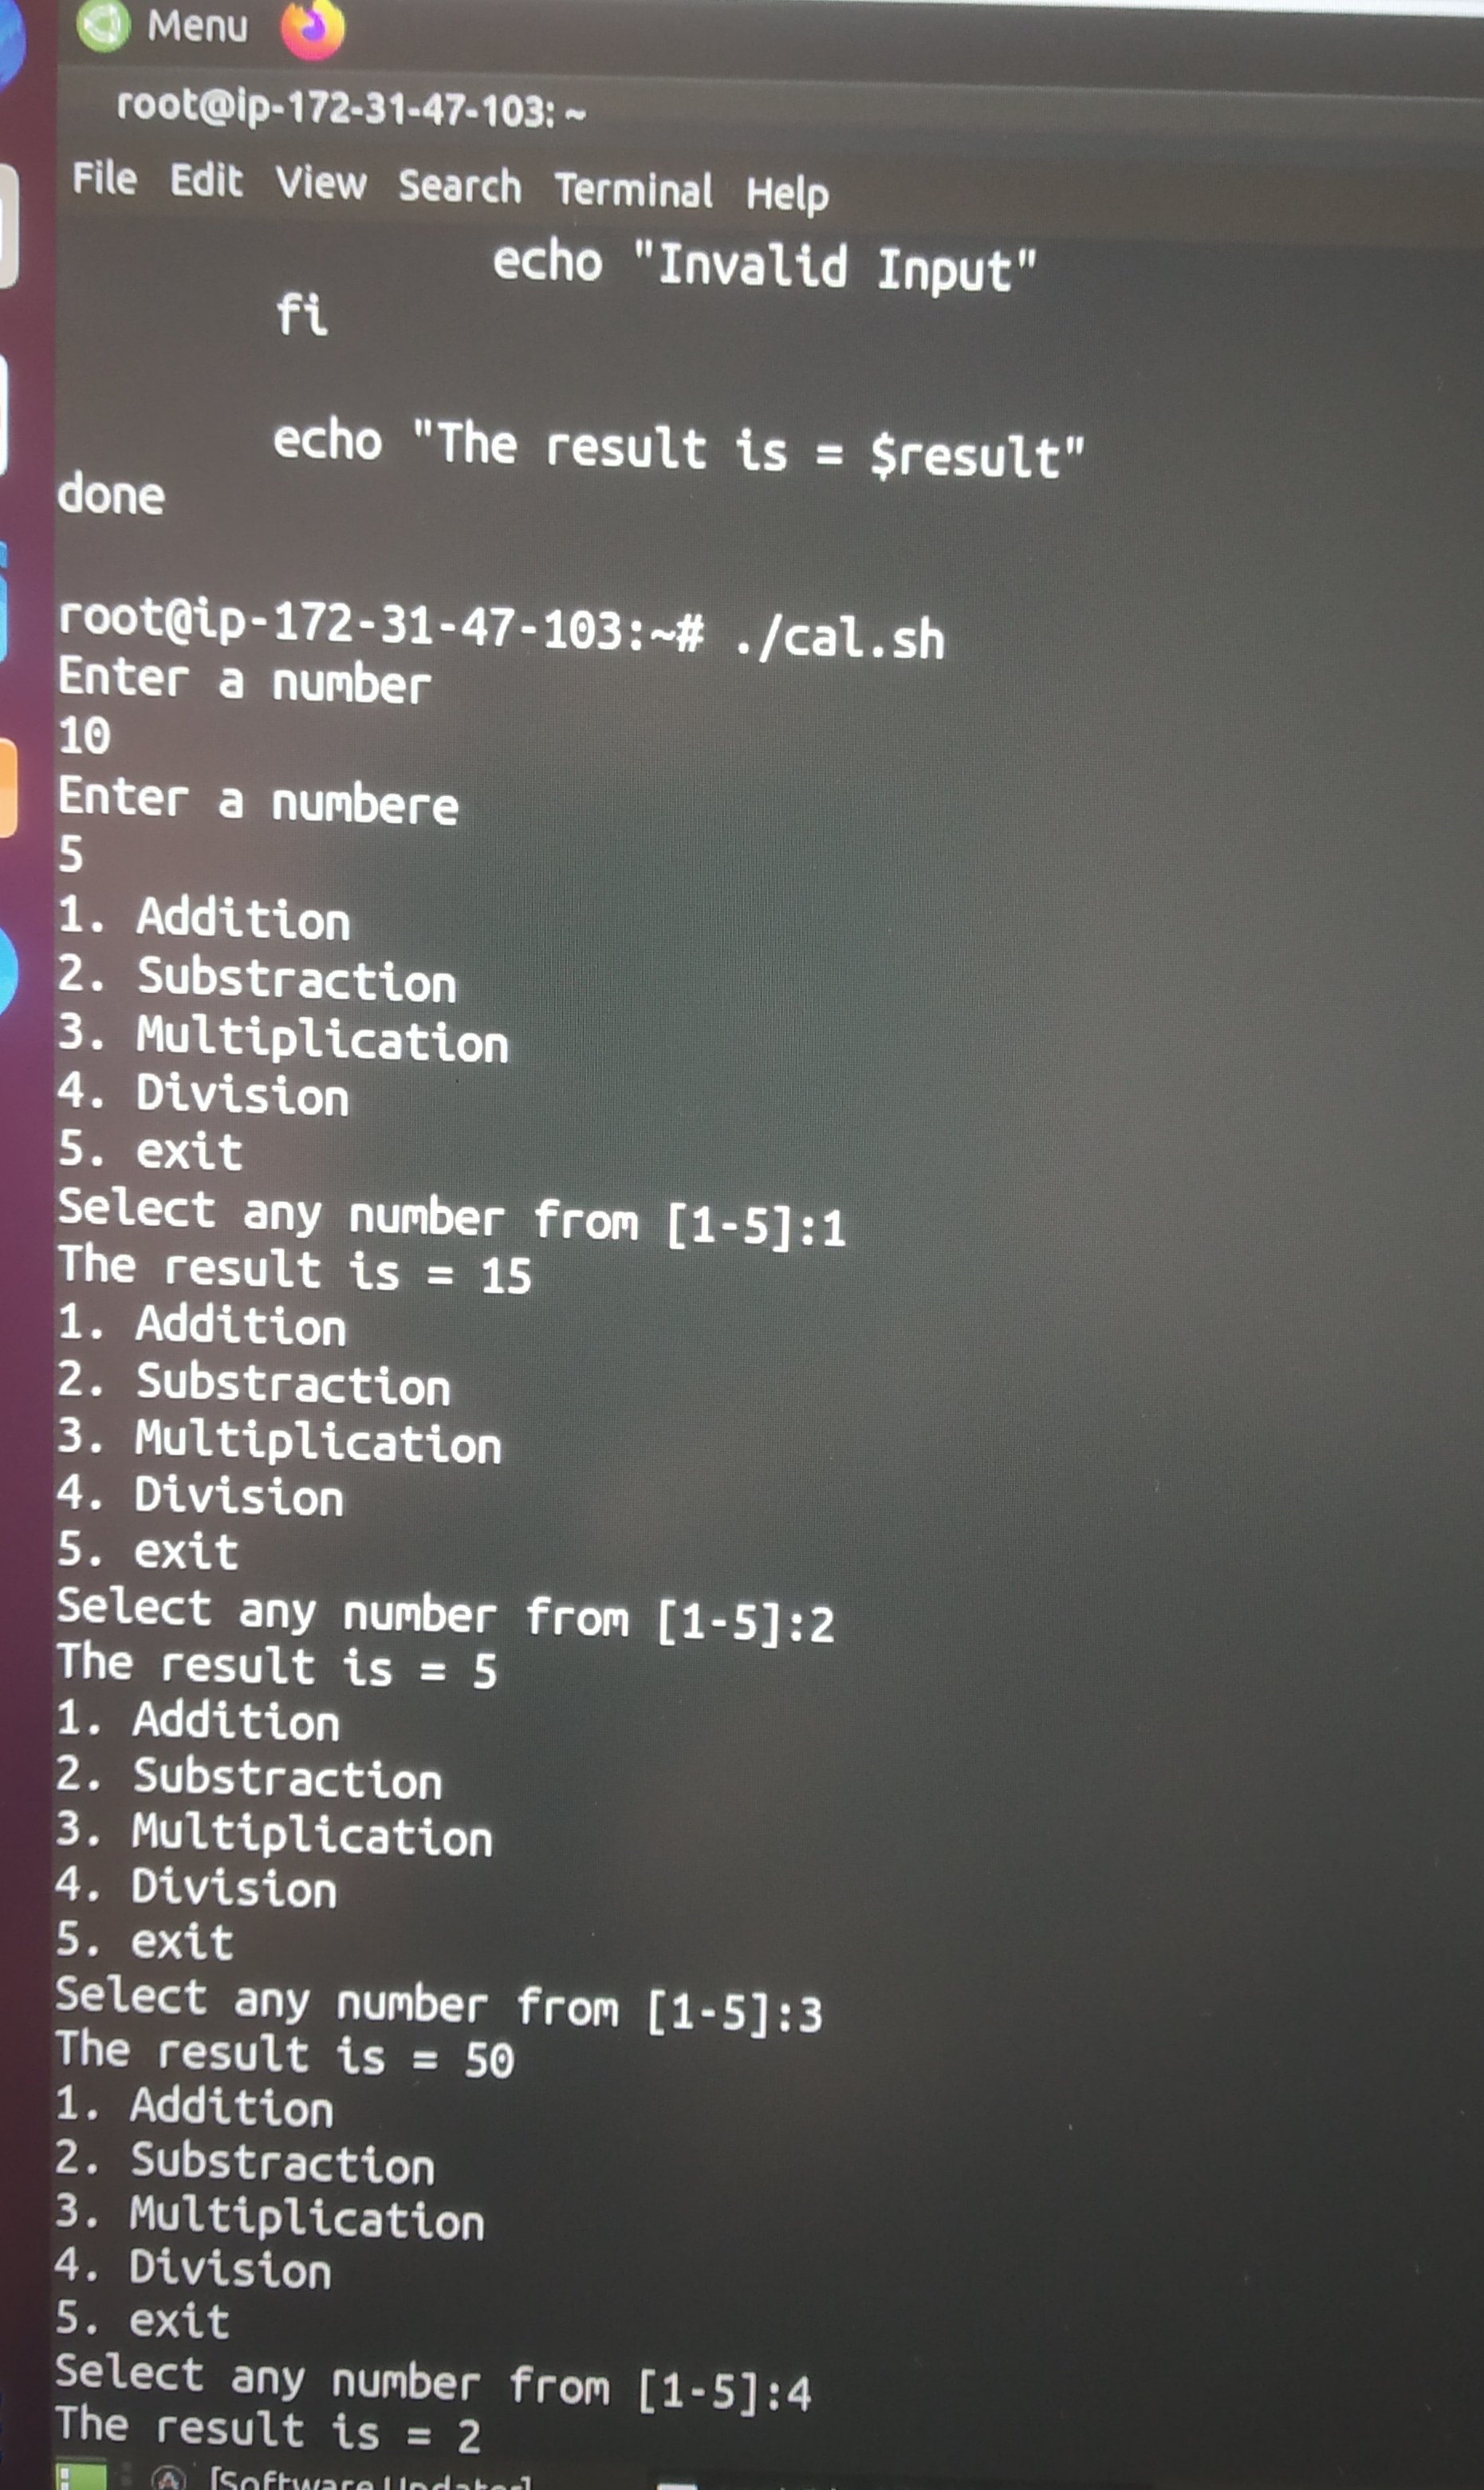 Menu
root@ip-172-31-47-103: ~
File Edit View Search Terminal Help
echo "Invalid Input"
fi
echo "The result is = $result"
done
root@ip-172-31-47-103:~# ./cal.sh
Enter a number
10
Enter a numbere
5
1. Addition
2. Substraction
3. Multiplication
4. Division
5. exit
Select any number from [1-5]:1
The result is = 15
1. Addition
2. Substraction
3. Multiplication
4. Division
5. exit
Select any number from [1-5]:2
The result is = 5
1. Addition
2. Substraction
3. Multiplication
4. Division
5. exit
Select any number from [1-5]:3
The result is = 50
1. Addition
2. Substraction
3. Multiplication
4. Division
5. exit
Select any number from [1-5]:4
The result is = 2
[Software Updater]